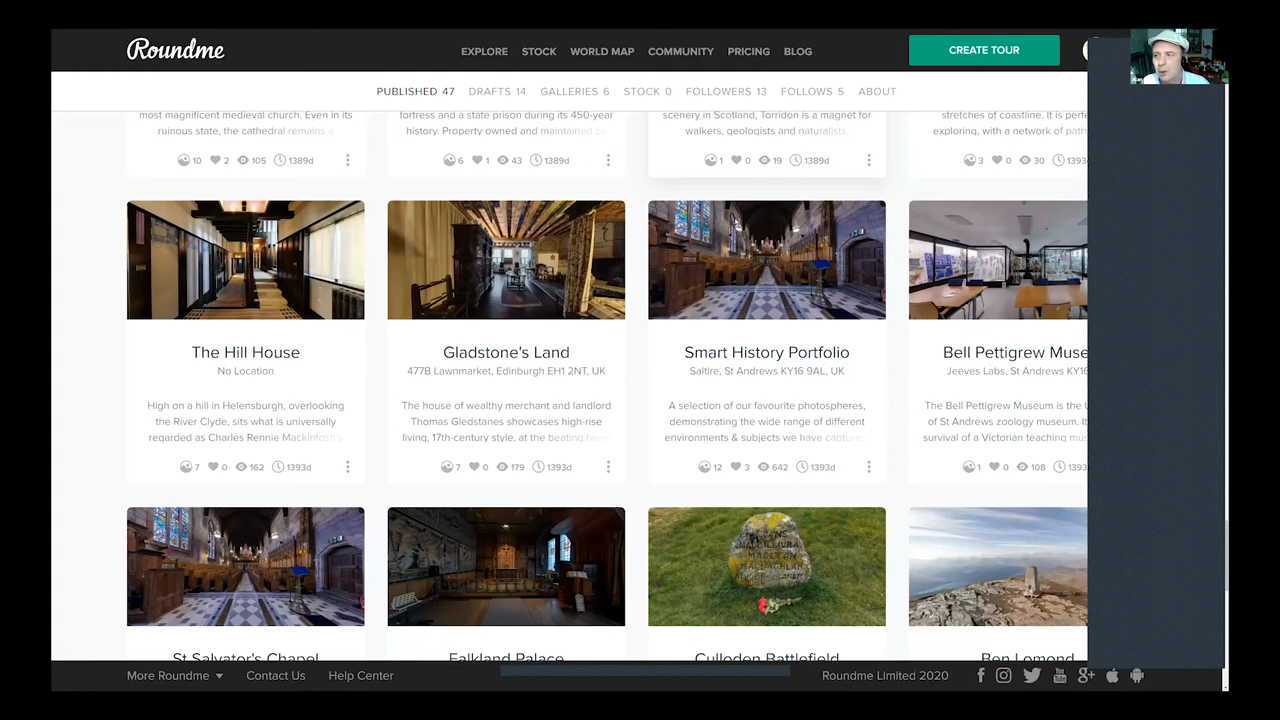 Roundme
EXPLORE STOCK WORLD MAP COMMUNITY PRICING BLOG CREATE TOUR
PUBLISHED 47 DRAFTS 14 GALLERIES 6 STOCK 0 FOLLOWERS 13 FOLLOWS 5 ABOUT
most magnificent medieval church. Even in its
ruinous state, the cathedral remains a
10 2 105 1389d
fortress and a state prison during its 450-year
history. Property owned and maintained by
6 1 43 1389d
scenery in Scotland, Torridon is a magnet for
walkers, geologists and naturalists.
1 0 19 1389d
stretches of coastline. It is perfe
exploring, with a network of path
3 0 30 1393d
The Hill House
No Location
High on a hill in Helensburgh, overlooking
the River Clyde, sits what is universally
regarded as Charles Rennie Mackintosh's
7 0 162 1393d
Gladstone's Land
477B Lawnmarket, Edinburgh EH1 2NT, UK
The house of wealthy merchant and landlord
Thomas Gledstanes showcases high-rise
living, 17th-century style, at the beating heart
7 0 179 1393d
Smart History Portfolio
Saltire, St Andrews KY16 9AL, UK
A selection of our favourite photospheres,
demonstrating the wide range of different
environments & subjects we have captured
12 3 642 1393d
Bell Pettigrew Muse
Jeeves Labs, St Andrews KY16
The Bell Pettigrew Museum is the U
of St Andrews zoology museum. It
survival of a Victorian teaching mus
1 0 108 1393d
MACLEAN
St Salvator's Chapel
Falkland Palace
Culloden Battlefield
Ben Lomond
More Roundme Contact Us Help Center Roundme Limited 2020